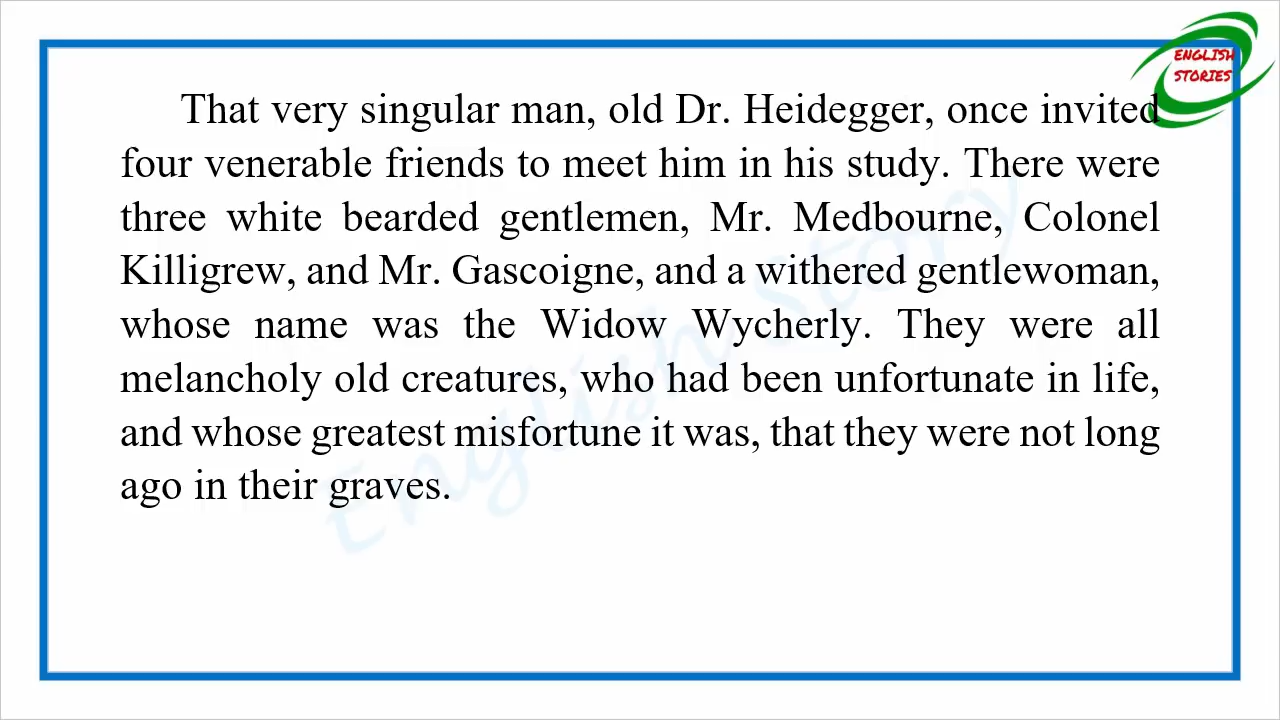 ENGLISH
STORIES
That very singular man, old Dr. Heidegger, once invited
four venerable friends to meet him in his study. There were
three white bearded gentlemen, Mr. Medbourne, Colonel
Killigrew, and Mr. Gascoigne, and a withered gentlewoman,
whose name was the Widow Wycherly. They were all
melancholy old creatures, who had been unfortunate in life,
and whose greatest misfortune it was, that they were not long
ago in their graves.
English Story